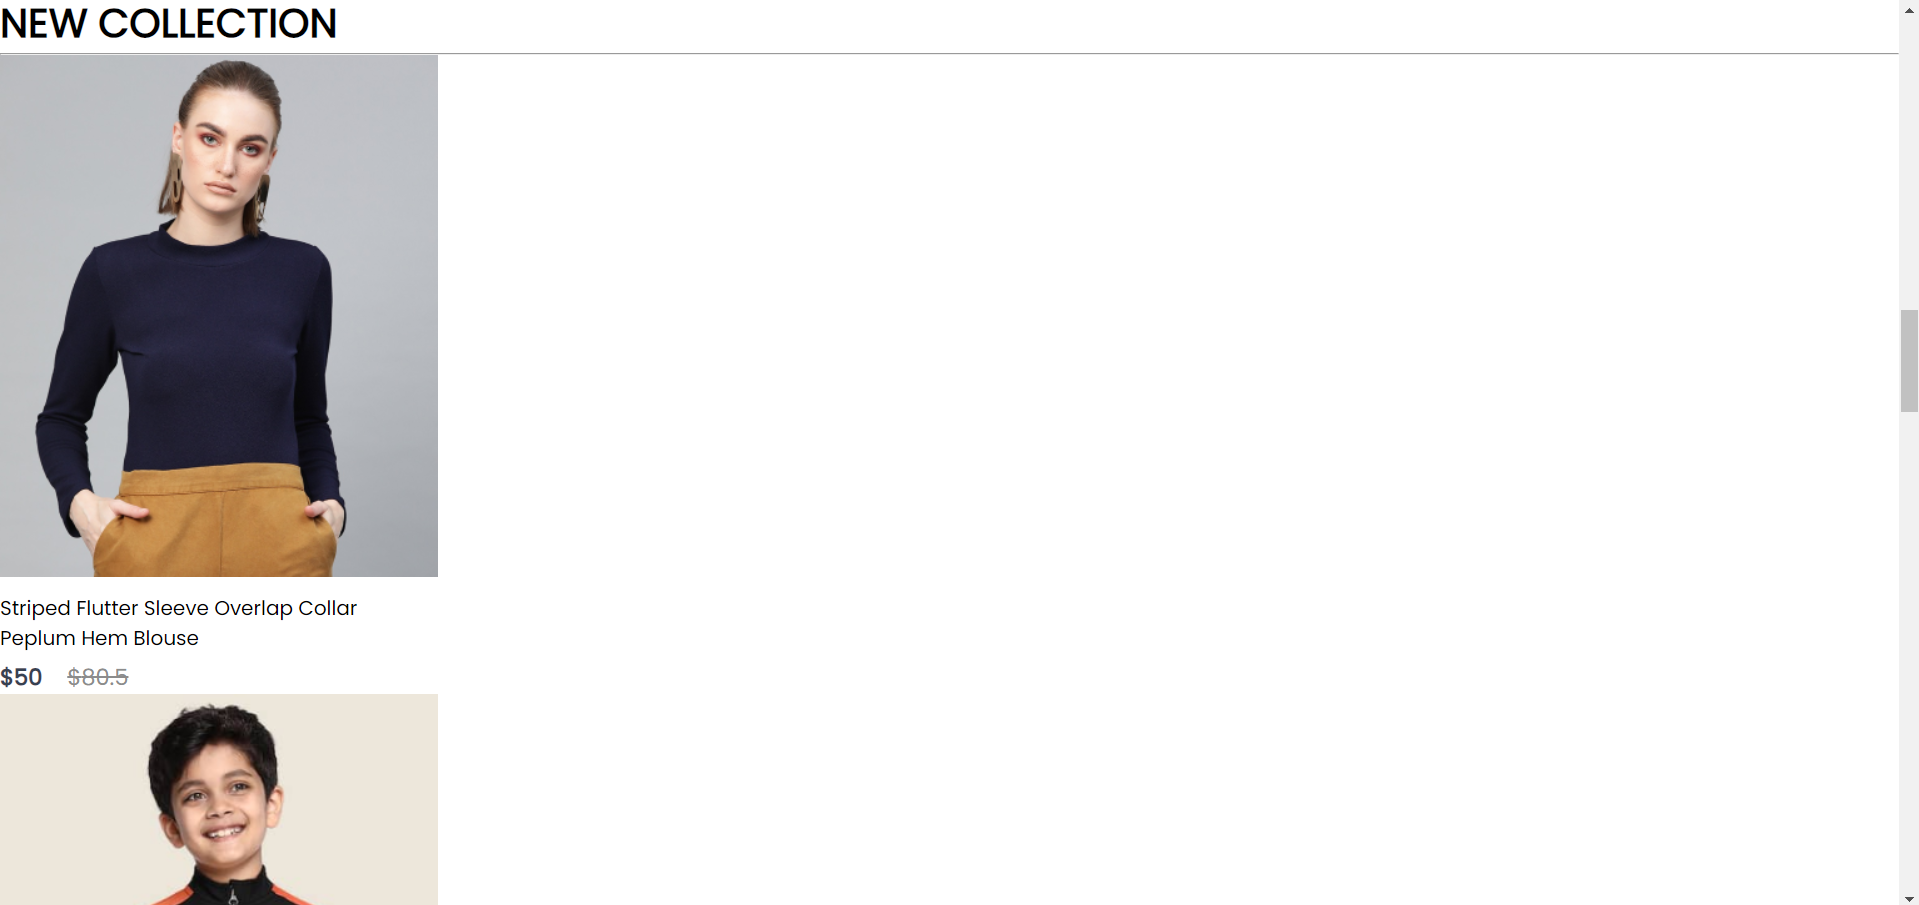 NEW COLLECTION
Striped Flutter Sleeve Overlap Collar
Peplum Hem Blouse
$50 $80.5